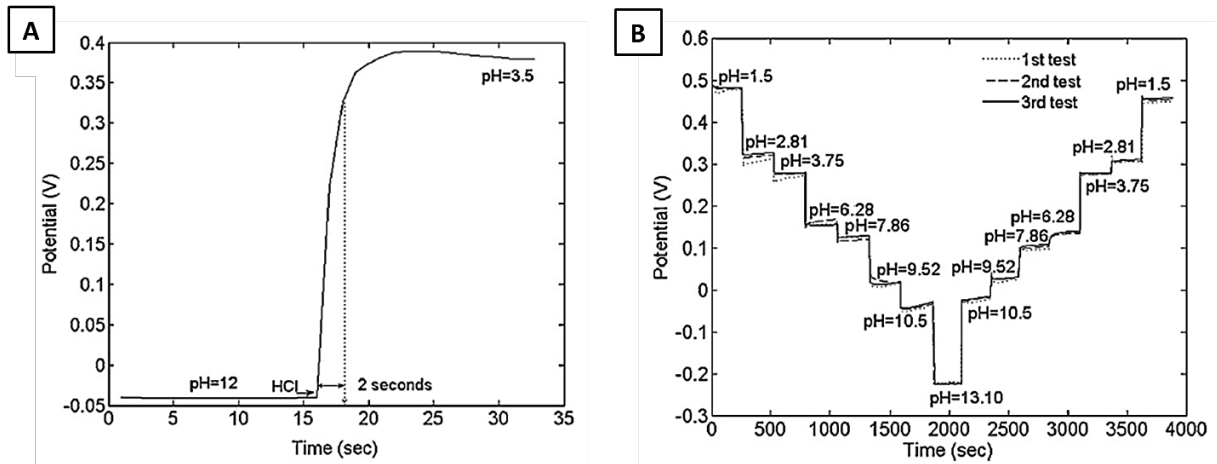 A
0.4
0.35
0.3
0.25
0.2
0.15
0.1
0.05
0
-0.05
0
5
10
15
20
25
30
35
Potential (V)
Time (sec)
pH=3.5
pH=12
HCl
2 seconds
B
0.6
0.5
0.4
0.3
0.2
0.1
0
-0.1
-0.2
-0.3
0
500
1000
1500
2000
2500
3000
3500
4000
Potential (V)
Time (sec)
1st test
2nd test
3rd test
pH=1.5
pH=2.81
pH=3.75
pH=6.28
pH=7.86
pH=9.52
pH=10.5
pH=13.10
pH=10.5
pH=9.52
pH=7.86
pH=6.28
pH=3.75
pH=2.81
pH=1.5